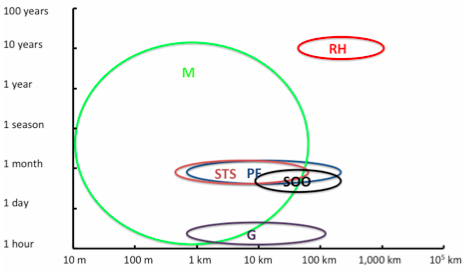 100 years
10 years
RH
M
1 year
1 season
1 month
STS PF
SOO
1 day
G
1 hour
10 m 100 m 1 km 10 km 100 km 1,000 km 10⁵ km